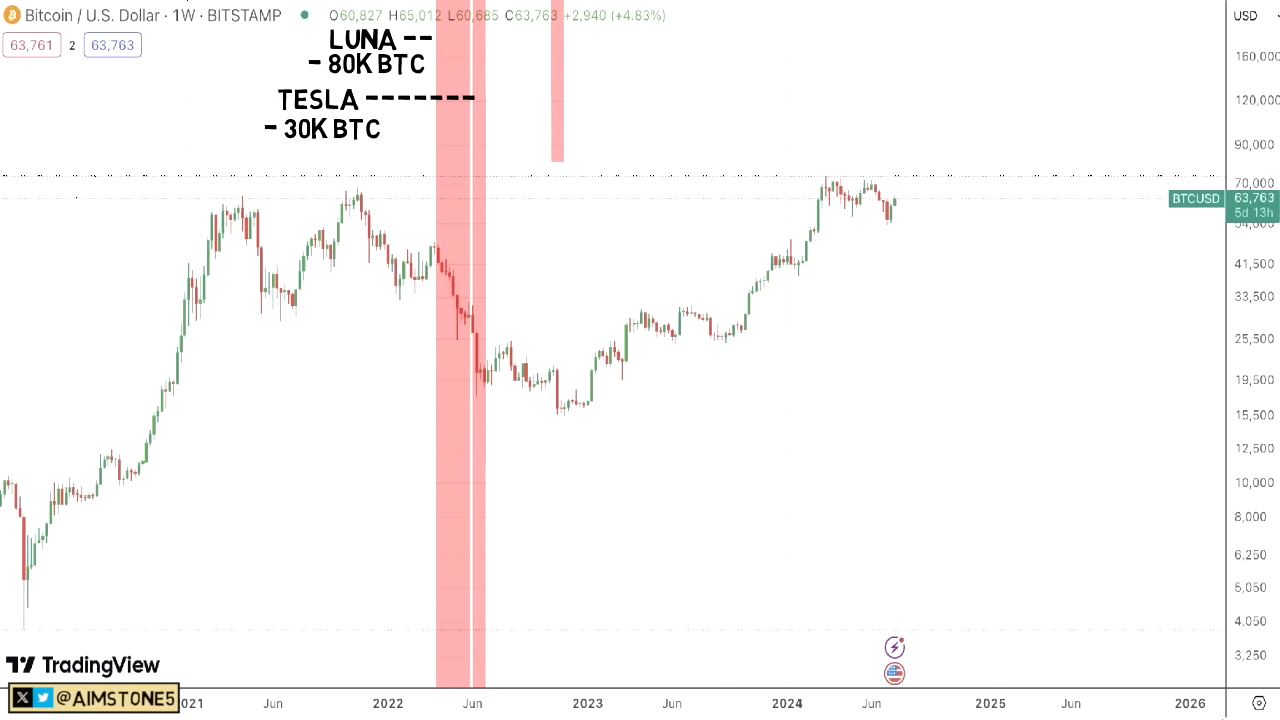 Bitcoin / U.S. Dollar · 1W · BITSTAMP O60,827 H65,012 L60,685 C63,763 +2,940 (+4.83%) USD
63,761 2 63,763
LUNA --
- 80K BTC
TESLA -------
- 30K BTC
160,000
120,000
90,000
70,000
BTCUSD 63,763
5d 13h
54,000
41,500
33,500
25,500
19,500
15,500
12,500
10,000
8,000
6,250
5,050
4,050
3,250
TradingView
@AIMSTONE5
021 Jun 2022 Jun 2023 Jun 2024 Jun 2025 Jun 2026